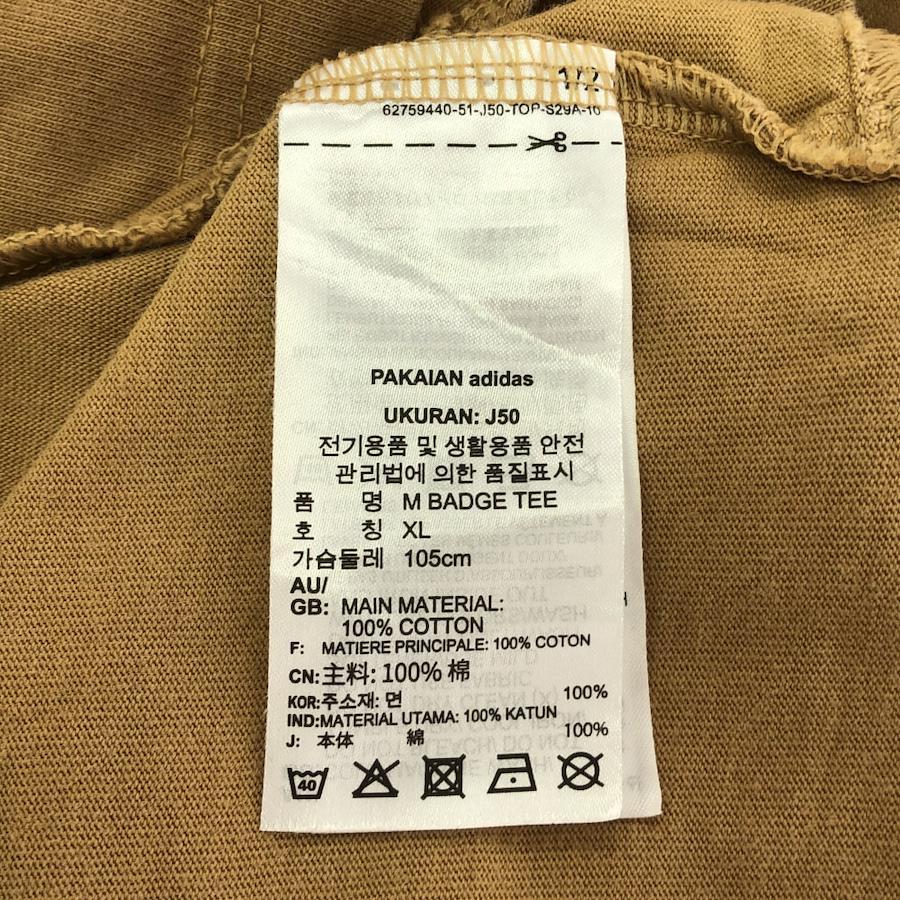 1/2
62759440-51-J50-TOP-S29A-10
PAKAIAN adidas
UKURAN: J50
전기용품 및 생활용품 안전
관리법에 의한 품질표시
품 명 M BADGE TEE
호 칭 XL
가슴둘레 105cm
AU/
GB: MAIN MATERIAL:
100% COTTON
F: MATIERE PRINCIPALE: 100% COTON
CN:主料: 100% 棉
KOR:주소재: 면 100%
IND:MATERIAL UTAMA: 100% KATUN
J: 本体 綿 100%
40